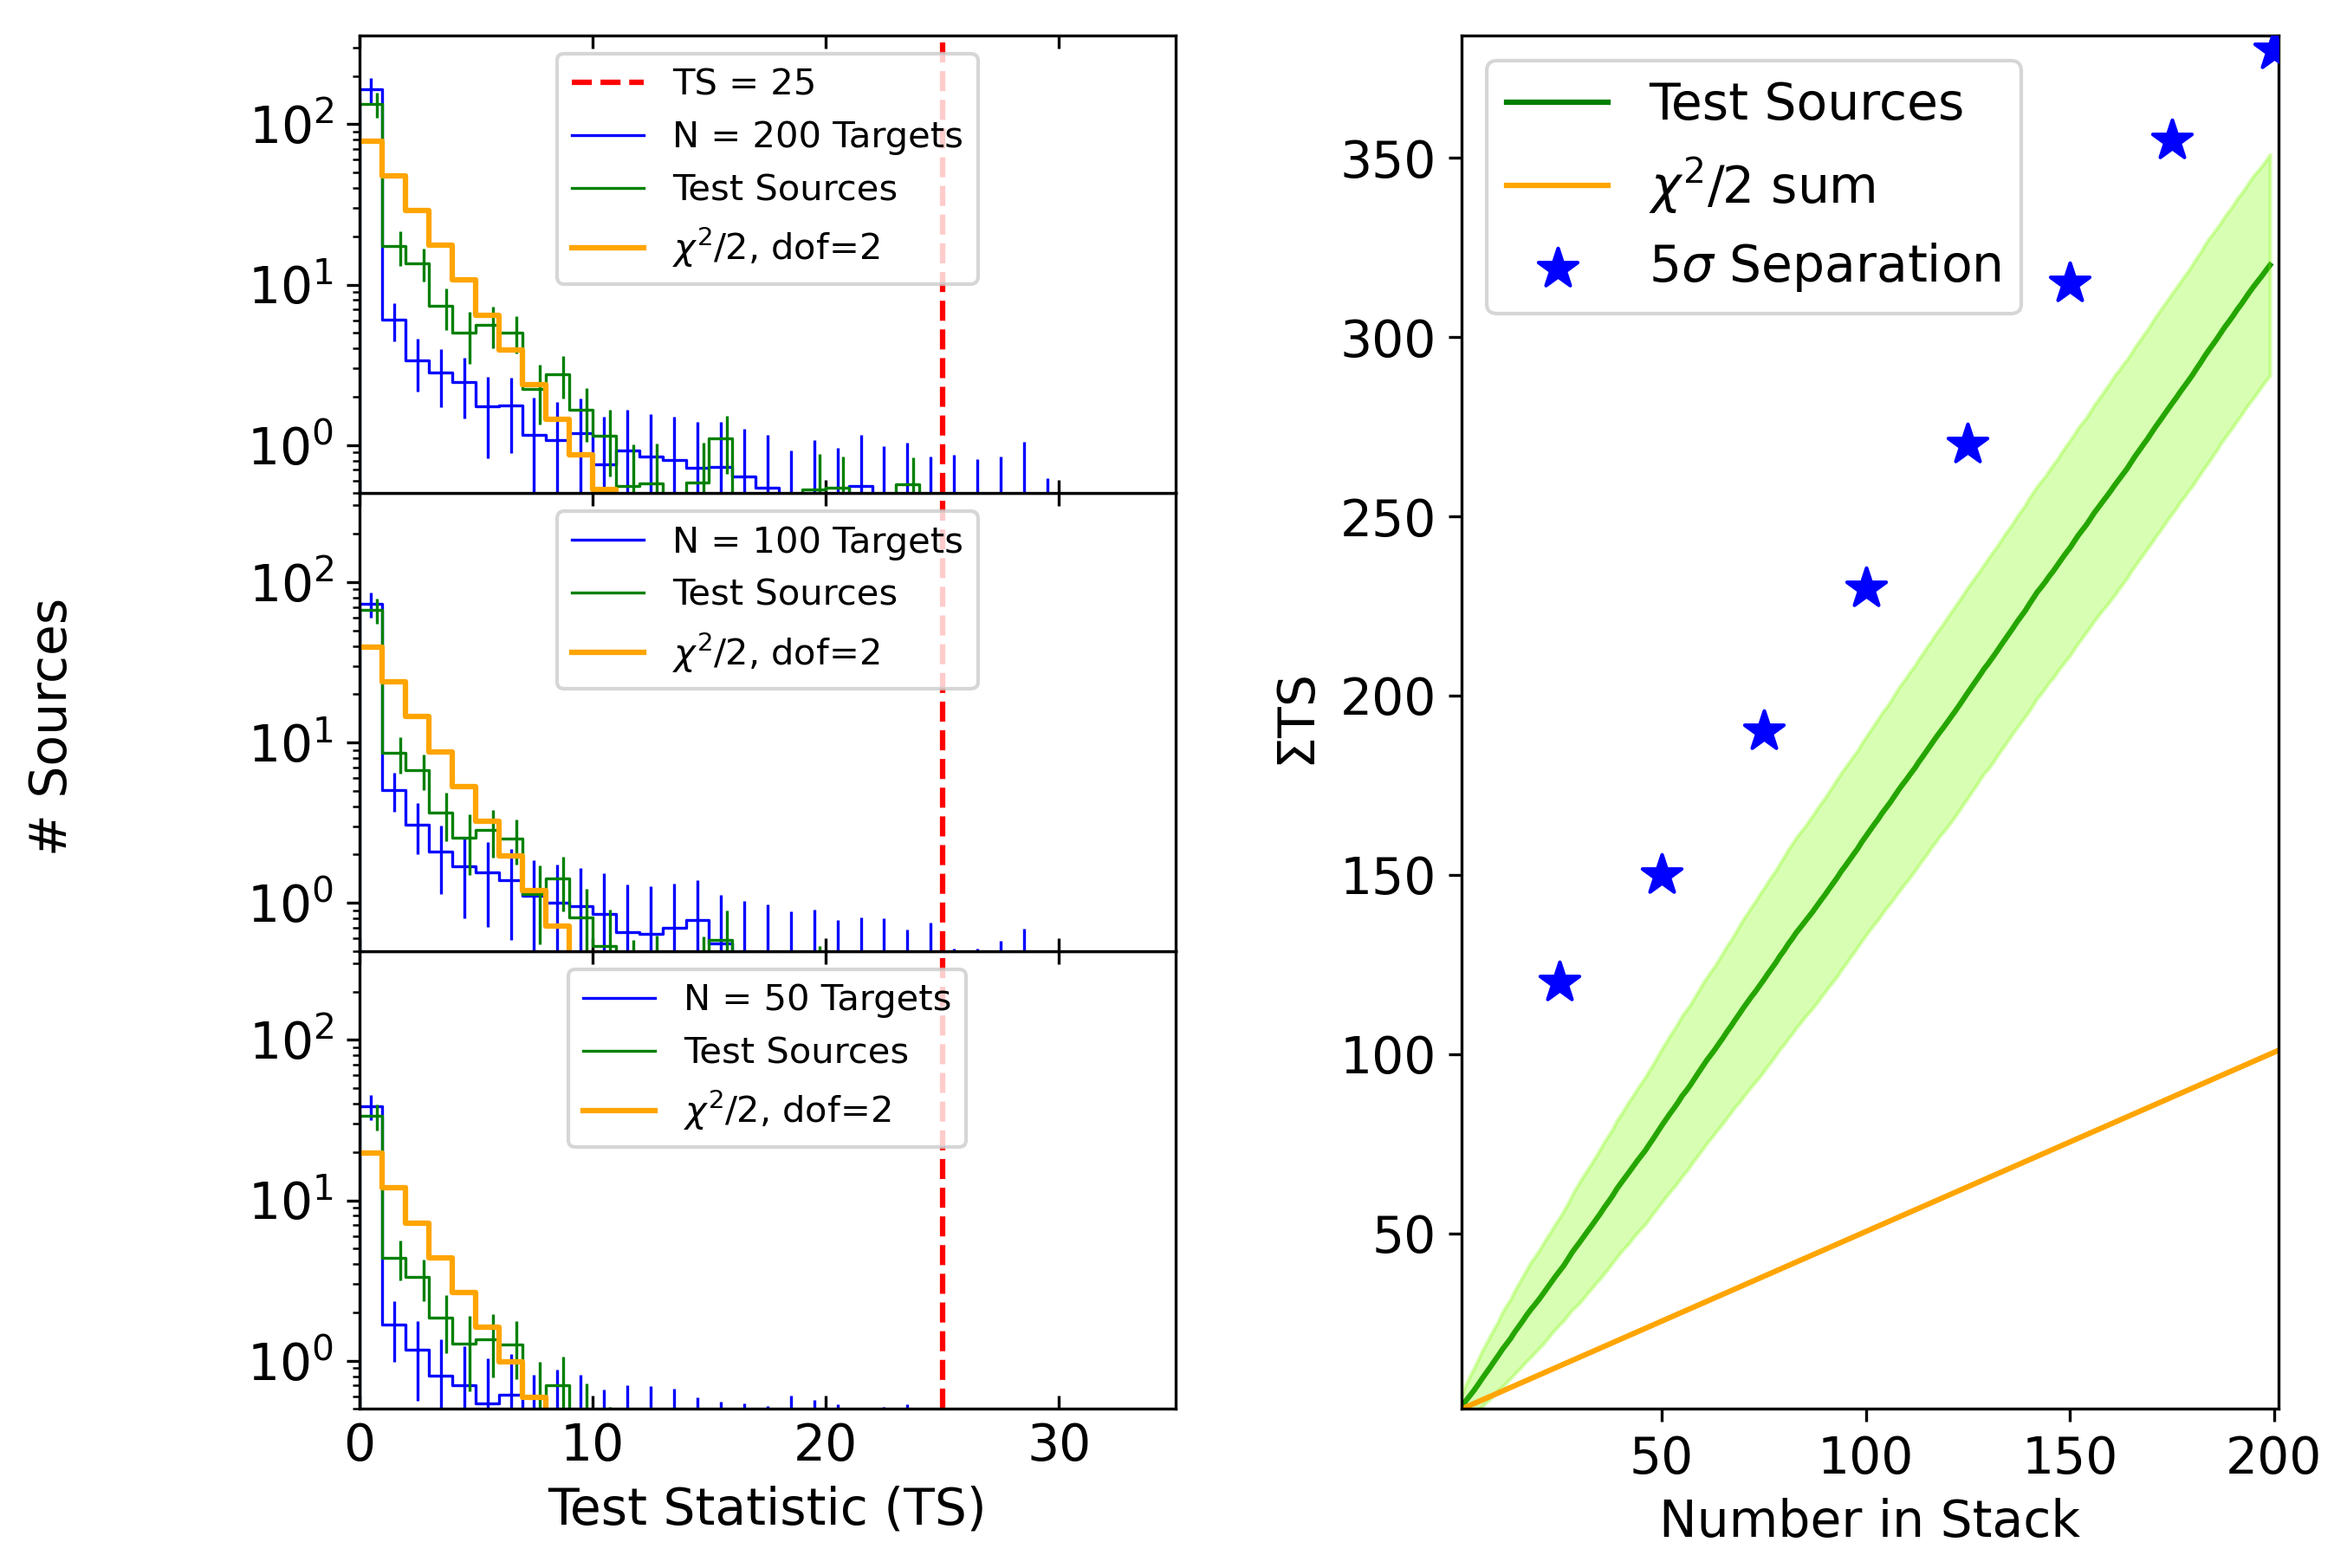 # Sources
10²
10¹
10⁰
TS = 25
N = 200 Targets
Test Sources
χ²/2, dof=2
10²
10¹
10⁰
N = 100 Targets
Test Sources
χ²/2, dof=2
10²
10¹
10⁰
N = 50 Targets
Test Sources
χ²/2, dof=2
0 10 20 30
Test Statistic (TS)
ΣTS
350
300
250
200
150
100
50
Test Sources
χ²/2 sum
5σ Separation
50 100 150 200
Number in Stack